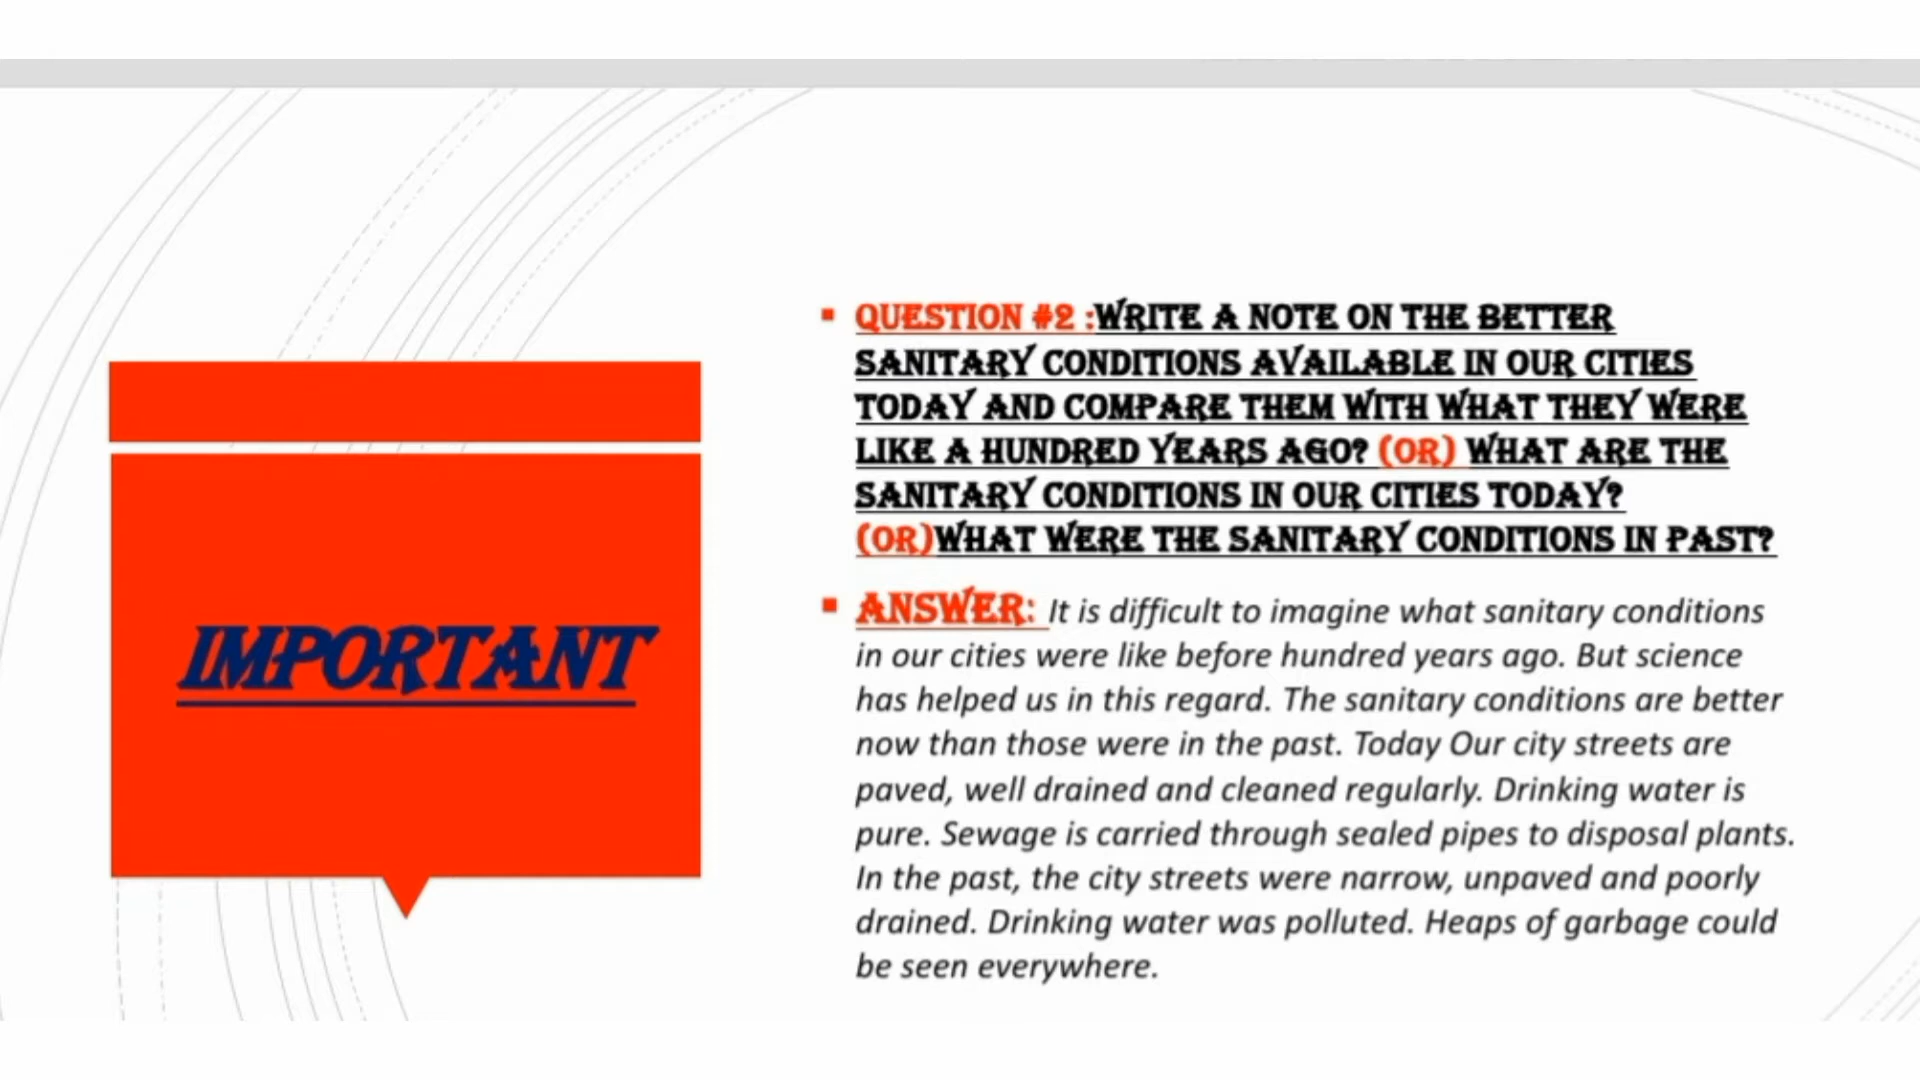 IMPORTANT
QUESTION #2 :WRITE A NOTE ON THE BETTER
SANITARY CONDITIONS AVAILABLE IN OUR CITIES
TODAY AND COMPARE THEM WITH WHAT THEY WERE
LIKE A HUNDRED YEARS AGO? (OR) WHAT ARE THE
SANITARY CONDITIONS IN OUR CITIES TODAY?
(OR)WHAT WERE THE SANITARY CONDITIONS IN PAST?
ANSWER: It is difficult to imagine what sanitary conditions
in our cities were like before hundred years ago. But science
has helped us in this regard. The sanitary conditions are better
now than those were in the past. Today Our city streets are
paved, well drained and cleaned regularly. Drinking water is
pure. Sewage is carried through sealed pipes to disposal plants.
In the past, the city streets were narrow, unpaved and poorly
drained. Drinking water was polluted. Heaps of garbage could
be seen everywhere.